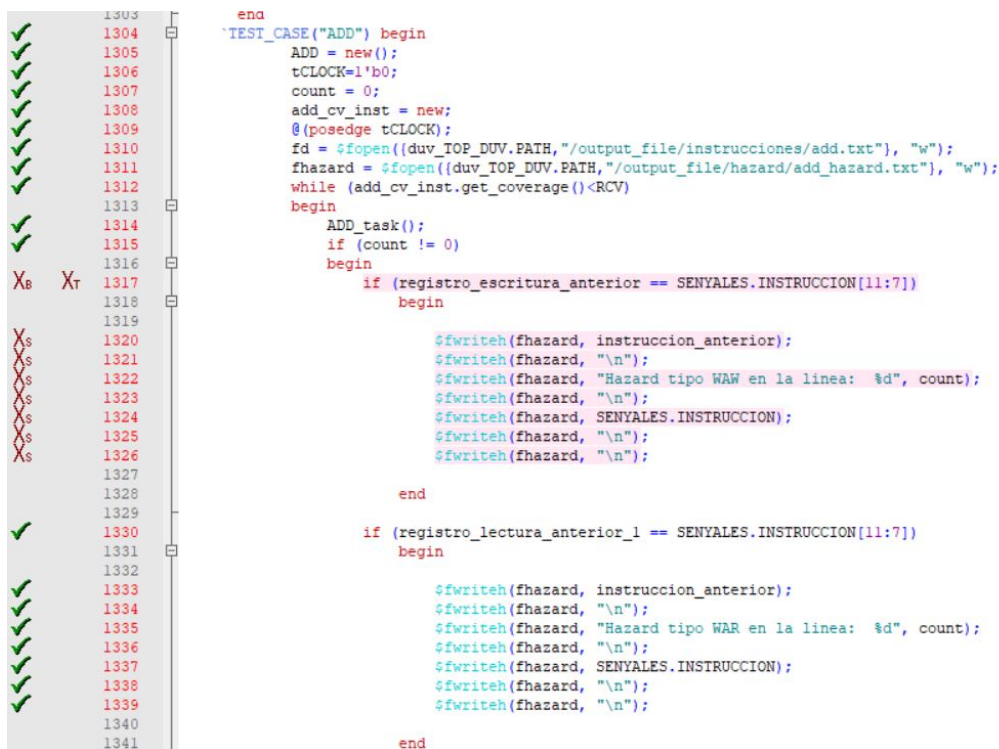 1303 end
1304 `TEST_CASE("ADD") begin
1305 ADD = new();
1306 tCLOCK=1'b0;
1307 count = 0;
1308 add_cv_inst = new;
1309 @(posedge tCLOCK);
1310 fd = $fopen({duv_TOP_DUV.PATH,"/output_file/instrucciones/add.txt"}, "w");
1311 fhazard = $fopen({duv_TOP_DUV.PATH,"/output_file/hazard/add_hazard.txt"}, "w");
1312 while (add_cv_inst.get_coverage()<RCV)
1313 begin
1314 ADD_task();
1315 if (count != 0)
1316 begin
XB XT 1317 if (registro_escritura_anterior == SENYALES.INSTRUCCION[11:7])
1318 begin
1319
Xs 1320 $fwriteh(fhazard, instruccion_anterior);
Xs 1321 $fwriteh(fhazard, "\n");
Xs 1322 $fwriteh(fhazard, "Hazard tipo WAW en la linea:  %d", count);
Xs 1323 $fwriteh(fhazard, "\n");
Xs 1324 $fwriteh(fhazard, SENYALES.INSTRUCCION);
Xs 1325 $fwriteh(fhazard, "\n");
Xs 1326 $fwriteh(fhazard, "\n");
1327
1328 end
1329
1330 if (registro_lectura_anterior_1 == SENYALES.INSTRUCCION[11:7])
1331 begin
1332
1333 $fwriteh(fhazard, instruccion_anterior);
1334 $fwriteh(fhazard, "\n");
1335 $fwriteh(fhazard, "Hazard tipo WAR en la linea:  %d", count);
1336 $fwriteh(fhazard, "\n");
1337 $fwriteh(fhazard, SENYALES.INSTRUCCION);
1338 $fwriteh(fhazard, "\n");
1339 $fwriteh(fhazard, "\n");
1340
1341 end